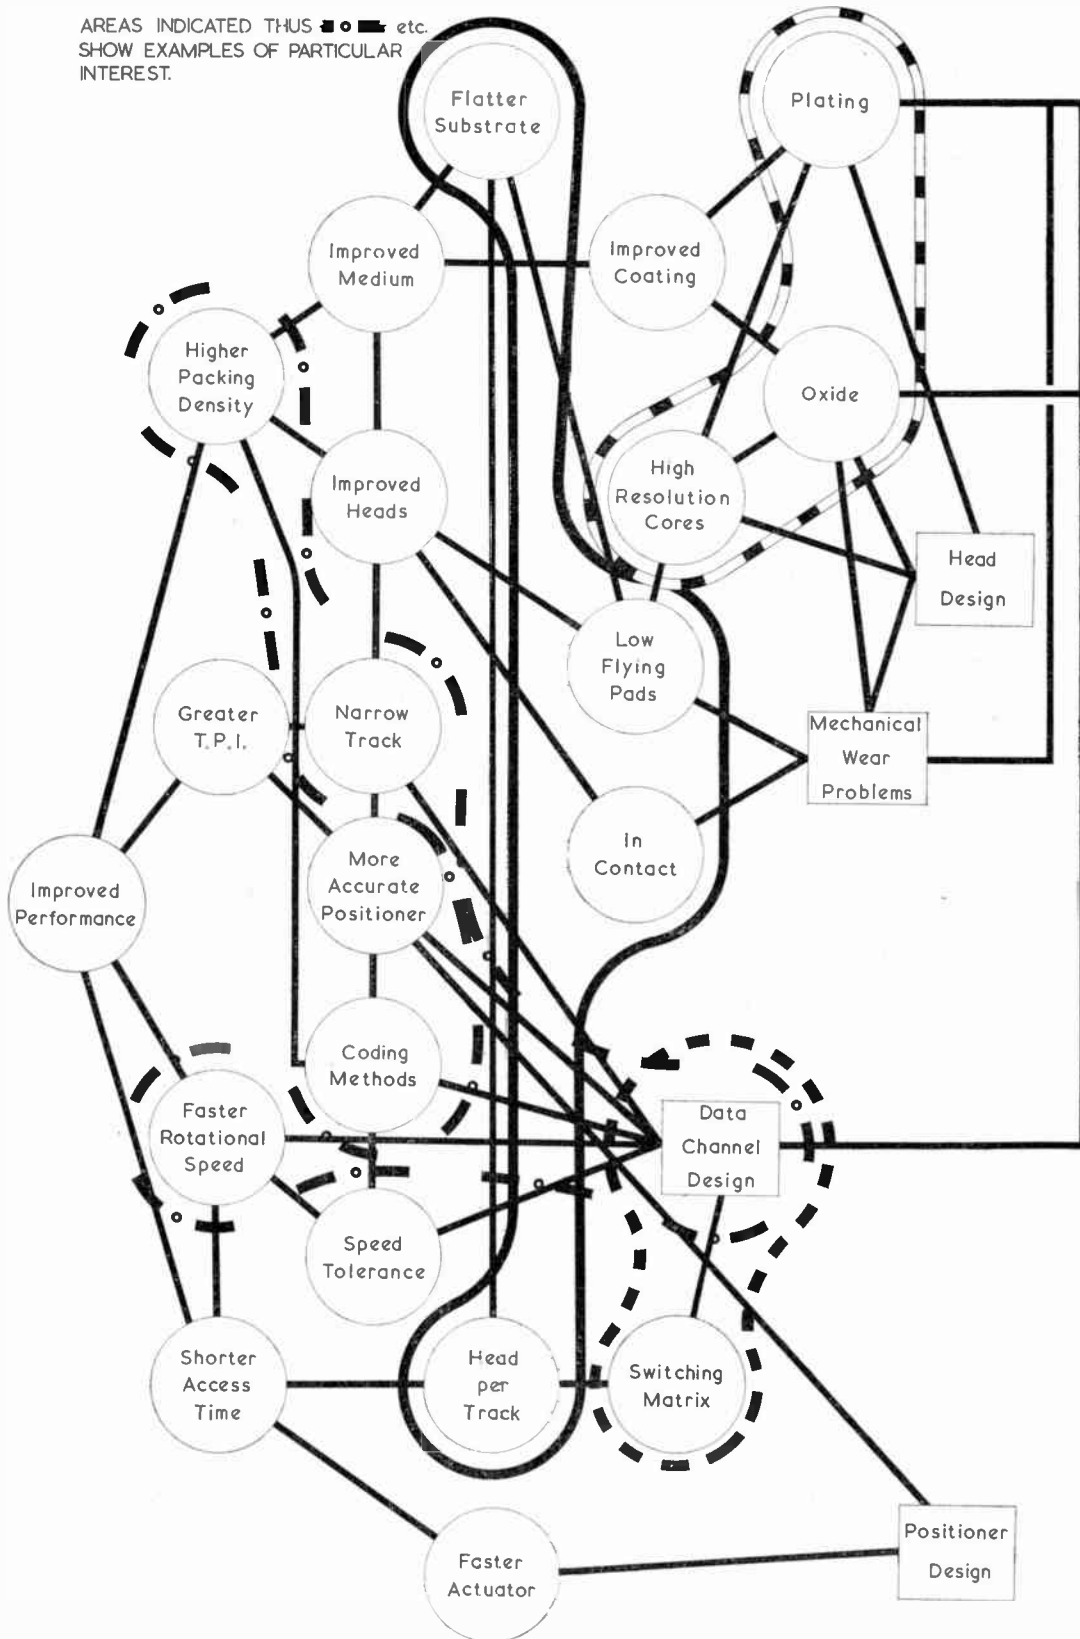 AREAS INDICATED THUS etc.
SHOW EXAMPLES OF PARTICULAR
INTEREST.
Flatter
Substrate
Plating
Improved
Medium
Improved
Coating
Higher
Packing
Density
Oxide
Improved
Heads
High
Resolution
Cores
Head
Design
Low
Flying
Pads
Greater
T.P.I.
Narrow
Track
Mechanical
Wear
Problems
In
Contact
More
Accurate
Positioner
Improved
Performance
Coding
Methods
Faster
Rotational
Speed
Data
Channel
Design
Speed
Tolerance
Shorter
Access
Time
Head
per
Track
Switching
Matrix
Faster
Actuator
Positioner
Design